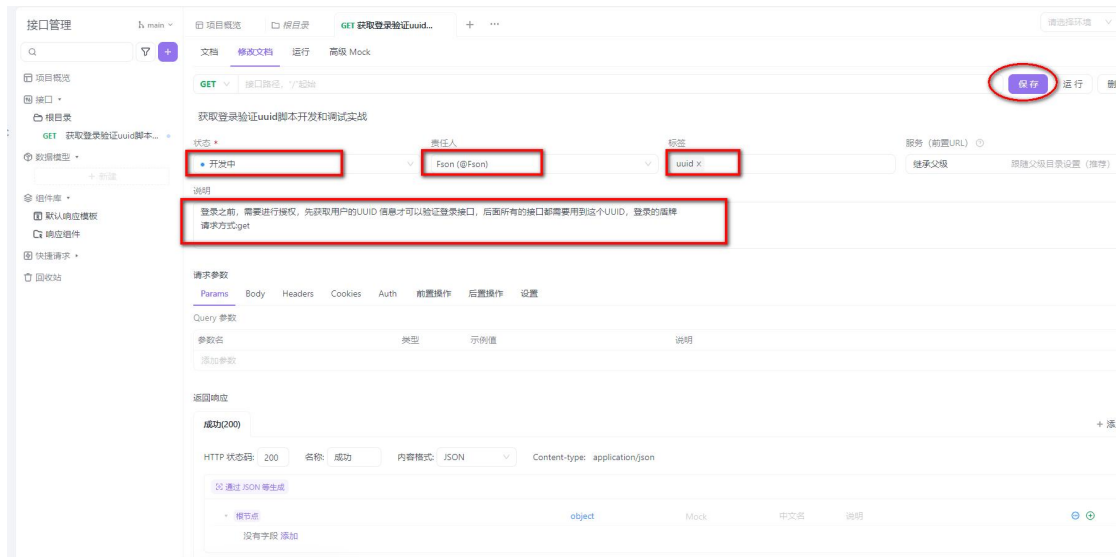 接口管理
main
项目概览
根目录
GET 获取登录验证uuid...
请选择环境
文档
修改文档
运行
高级 Mock
项目概览
接口
根目录
GET 获取登录验证uuid脚本...
数据模型
+ 新建
组件库
默认响应模板
响应组件
快捷请求
回收站
GET
接口路径，"/"起始
保存
运行
删
获取登录验证uuid脚本开发和调试实战
状态 *
责任人
标签
服务（前置URL）
开发中
Fson (@Fson)
uuid ×
继承父级
跟随父级目录设置（推荐）
说明
登录之前，需要进行授权，先获取用户的UUID 信息才可以验证登录接口，后面所有的接口都需要用到这个UUID，登录的盾牌
请求方式:get
请求参数
Params
Body
Headers
Cookies
Auth
前置操作
后置操作
设置
Query 参数
参数名
类型
示例值
说明
添加参数
返回响应
成功(200)
+ 添
HTTP 状态码: 200
名称: 成功
内容格式: JSON
Content-type: application/json
通过 JSON 等生成
根节点
object
Mock
中文名
说明
没有字段 添加